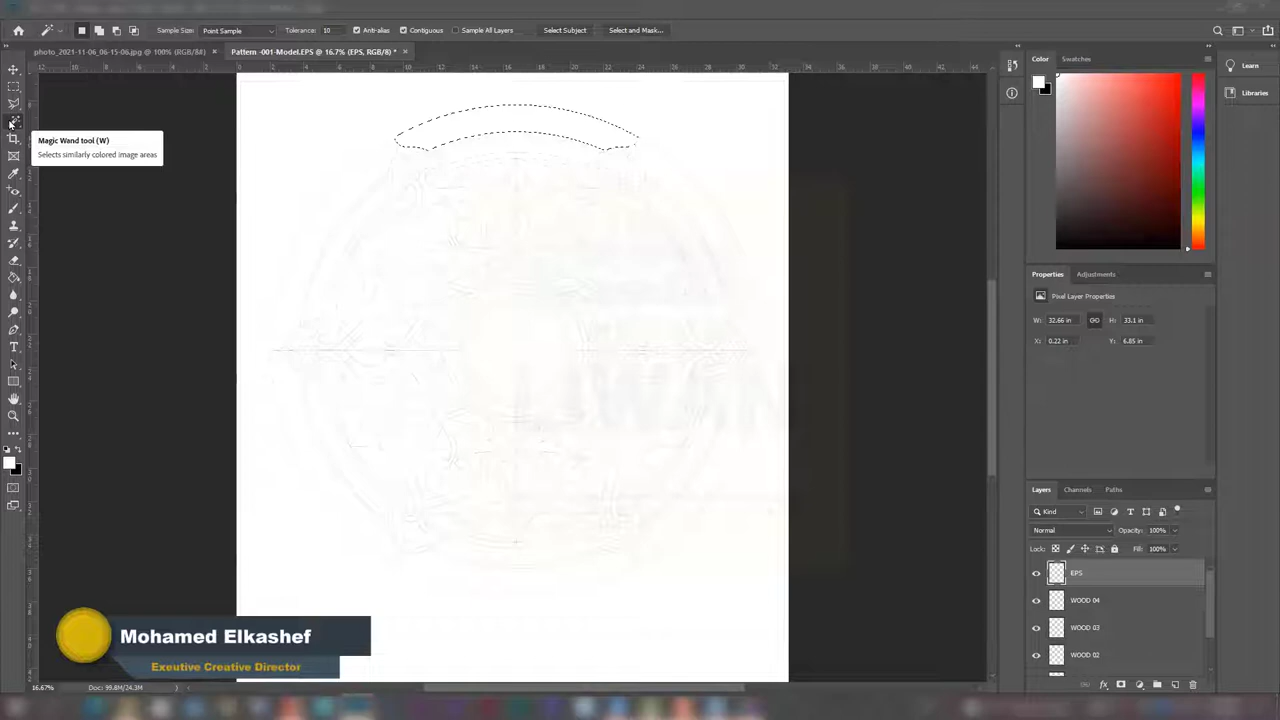 Sample Size: Point Sample Tolerance: 10 Anti-alias Contiguous Sample All Layers Select Subject Select and Mask...
photo_2021-11-06_06-15-06.jpg @ 100% (RGB/8#) × Pattern -001-Model.EPS @ 16.7% (EPS, RGB/8) * ×
Magic Wand tool (W)
Selects similarly colored image areas
Color Swatches
Learn
Libraries
Properties Adjustments
Pixel Layer Properties
W: 32.66 in H: 33.1 in
X: 0.22 in Y: 6.85 in
Layers Channels Paths
Kind
Normal Opacity: 100%
Lock: Fill: 100%
EPS
WOOD 04
WOOD 03
WOOD 02
Mohamed Elkashef
Exeutive Creative Director
16.67% Doc: 99.8M/24.3M